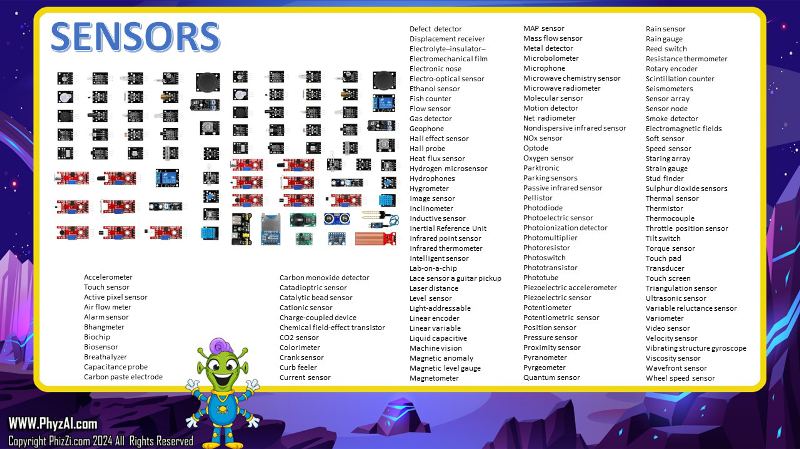 SENSORS
Accelerometer
Touch sensor
Active pixel sensor
Air flow meter
Alarm sensor
Bhangmeter
Biochip
Biosensor
Breathalyzer
Capacitance probe
Carbon paste electrode
Carbon monoxide detector
Catadioptric sensor
Catalytic bead sensor
Cationic sensor
Charge-coupled device
Chemical field-effect transistor
CO2 sensor
Colorimeter
Crank sensor
Curb feeler
Current sensor
Defect detector
Displacement receiver
Electrolyte–insulator–
Electromechanical film
Electronic nose
Electro-optical sensor
Ethanol sensor
Fish counter
Flow sensor
Gas detector
Geophone
Hall effect sensor
Hall probe
Heat flux sensor
Hydrogen microsensor
Hydrophones
Hygrometer
Image sensor
Inclinometer
Inductive sensor
Inertial Reference Unit
Infrared point sensor
Infrared thermometer
Intelligent sensor
Lab-on-a-chip
Lace sensor a guitar pickup
Laser distance
Level sensor
Light-addressable
Linear encoder
Linear variable
Liquid capacitive
Machine vision
Magnetic anomaly
Magnetic level gauge
Magnetometer
MAP sensor
Mass flow sensor
Metal detector
Microbolometer
Microphone
Microwave chemistry sensor
Microwave radiometer
Molecular sensor
Motion detector
Net radiometer
Nondispersive infrared sensor
NOx sensor
Optode
Oxygen sensor
Parktronic
Parking sensors
Passive infrared sensor
Pellistor
Photodiode
Photoelectric sensor
Photoionization detector
Photomultiplier
Photoresistor
Photoswitch
Phototransistor
Phototube
Piezoelectric accelerometer
Piezoelectric sensor
Potentiometer
Potentiometric sensor
Position sensor
Pressure sensor
Proximity sensor
Pyranometer
Pyrgeometer
Quantum sensor
Rain sensor
Rain gauge
Reed switch
Resistance thermometer
Rotary encoder
Scintillation counter
Seismometers
Sensor array
Sensor node
Smoke detector
Electromagnetic fields
Soft sensor
Speed sensor
Staring array
Strain gauge
Stud finder
Sulphur dioxide sensors
Thermal sensor
Thermistor
Thermocouple
Throttle position sensor
Tilt switch
Torque sensor
Touch pad
Transducer
Touch screen
Triangulation sensor
Ultrasonic sensor
Variable reluctance sensor
Variometer
Video sensor
Velocity sensor
Vibrating structure gyroscope
Viscosity sensor
Wavefront sensor
Wheel speed sensor
WWW.PhyzAI.com
Copyright PhizZi.com 2024 All Rights Reserved